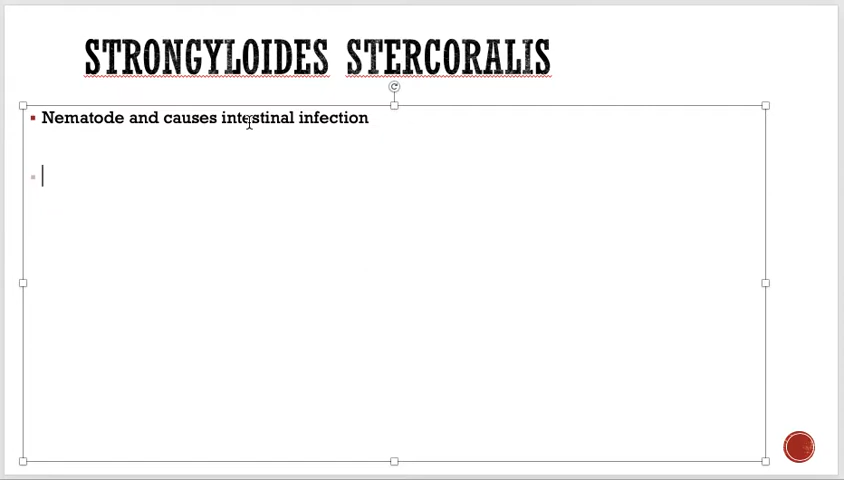 STRONGYLOIDES STERCORALIS
Nematode and causes intestinal infection